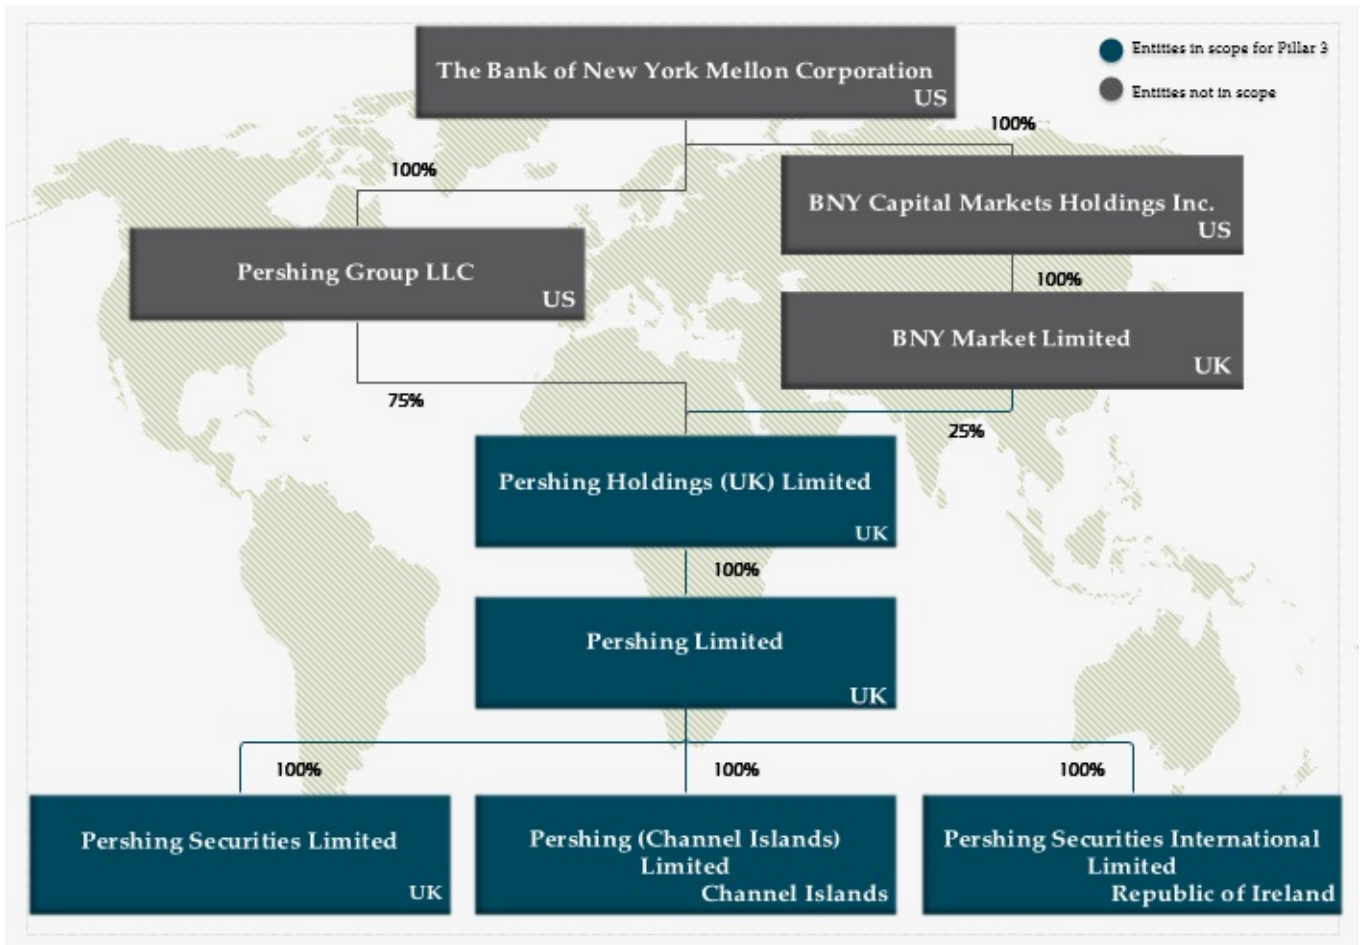 Entities in scope for Pillar 3
The Bank of New York Mellon Corporation
US
Entities not in scope
100%
100%
BNY Capital Markets Holdings Inc.
US
Pershing Group LLC
US
100%
BNY Market Limited
UK
75%
25%
Pershing Holdings (UK) Limited
UK
100%
Pershing Limited
UK
100%
100%
100%
Pershing Securities Limited
UK
Pershing (Channel Islands)
Limited
Channel Islands
Pershing Securities International
Limited
Republic of Ireland